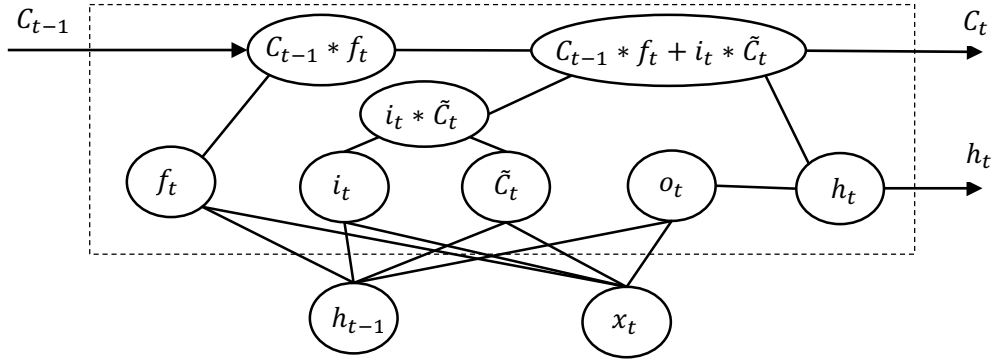 C_{t−1}
C_t
C_{t−1} * f_t
C_{t−1} * f_t + i_t * C̃_t
i_t * C̃_t
h_t
f_t
i_t
C̃_t
o_t
h_t
h_{t−1}
x_t